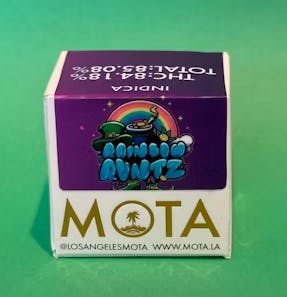 TOTAL:85.08%
THC:84.18%
INDICA
RAINBOW
RUNTZ
MOTA
@LOSANGELESMOTA WWW.MOTA.LA